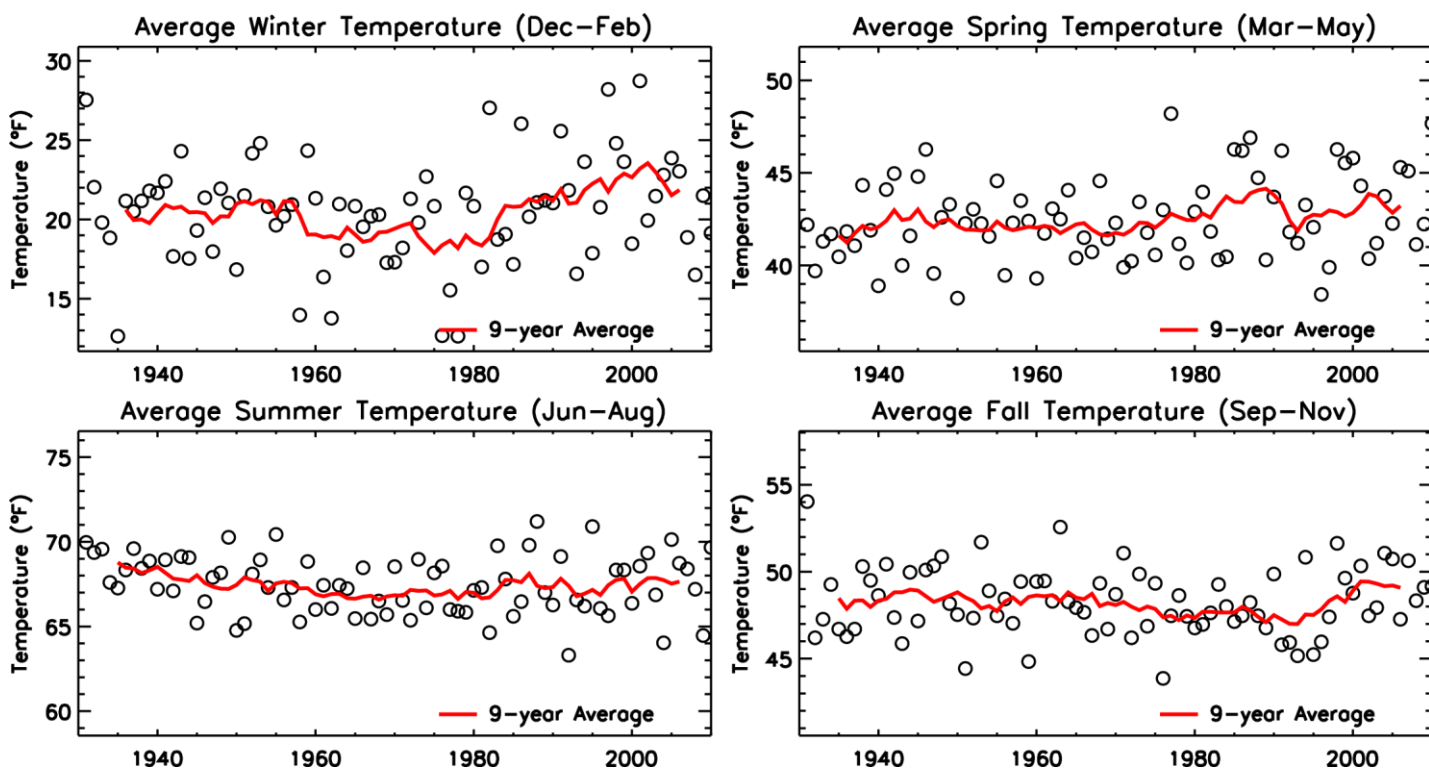 Average Winter Temperature (Dec–Feb)
Average Spring Temperature (Mar–May)
Temperature (°F)
30
25
20
15
9-year Average
1940 1960 1980 2000
Temperature (°F)
50
45
40
9-year Average
1940 1960 1980 2000
Average Summer Temperature (Jun–Aug)
Average Fall Temperature (Sep–Nov)
Temperature (°F)
75
70
65
60
9-year Average
1940 1960 1980 2000
Temperature (°F)
55
50
45
9-year Average
1940 1960 1980 2000